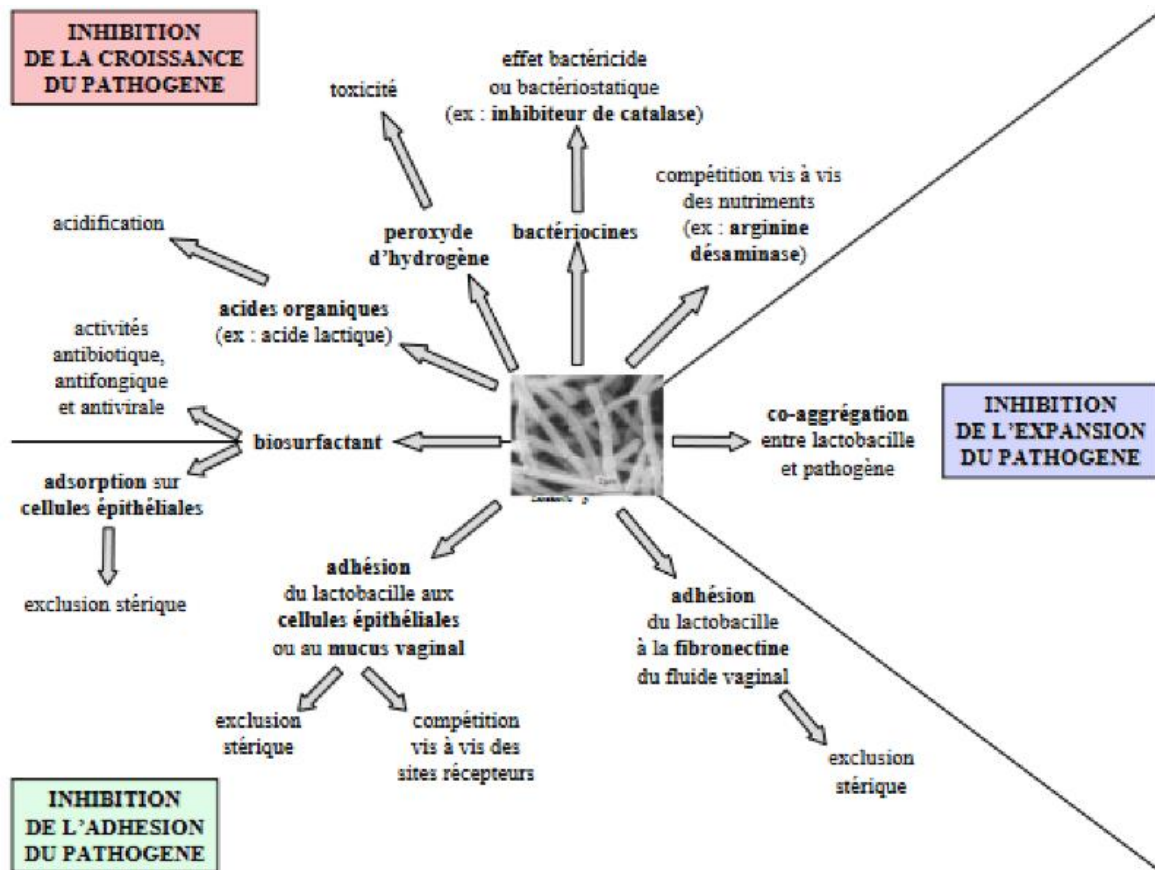 INHIBITION
DE LA CROISSANCE
DU PATHOGENE
toxicité
effet bactéricide
ou bactériostatique
(ex : inhibiteur de catalase)
compétition vis à vis
des nutriments
(ex : arginine
désaminase)
acidification
peroxyde
d'hydrogène
bactériocines
acides organiques
(ex : acide lactique)
activités
antibiotique,
antifongique
et antivirale
biosurfactant
co-aggrégation
entre lactobacille
et pathogène
INHIBITION
DE L'EXPANSION
DU PATHOGENE
adsorption sur
cellules épithéliales
exclusion stérique
adhésion
du lactobacille aux
cellules épithéliales
ou au mucus vaginal
adhésion
du lactobacille
à la fibronectine
du fluide vaginal
exclusion
stérique
compétition
vis à vis des
sites récepteurs
exclusion
stérique
INHIBITION
DE L'ADHESION
DU PATHOGENE